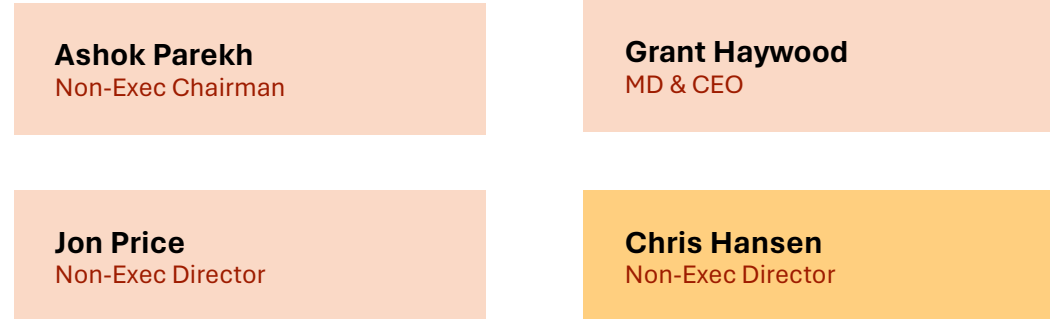 Ashok Parekh
Non-Exec Chairman
Grant Haywood
MD & CEO
Jon Price
Non-Exec Director
Chris Hansen
Non-Exec Director